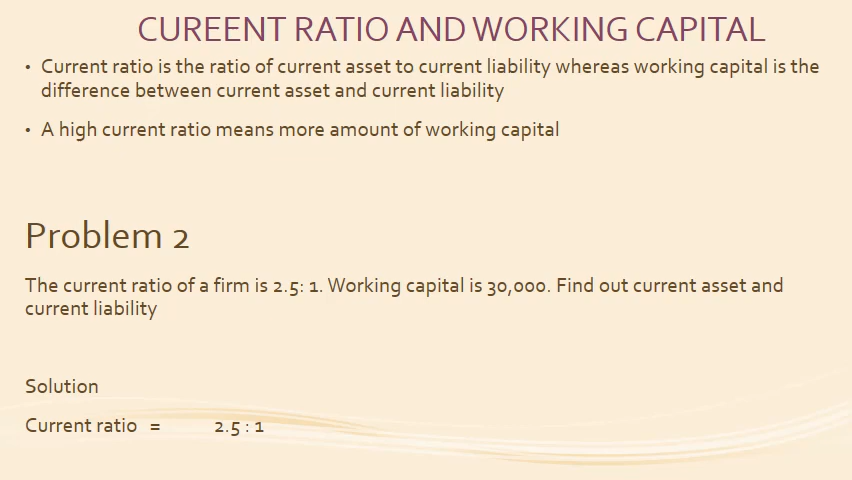 CUREENT RATIO AND WORKING CAPITAL
• Current ratio is the ratio of current asset to current liability whereas working capital is the
difference between current asset and current liability
• A high current ratio means more amount of working capital
Problem 2
The current ratio of a firm is 2.5: 1. Working capital is 30,000. Find out current asset and
current liability
Solution
Current ratio = 2.5 : 1